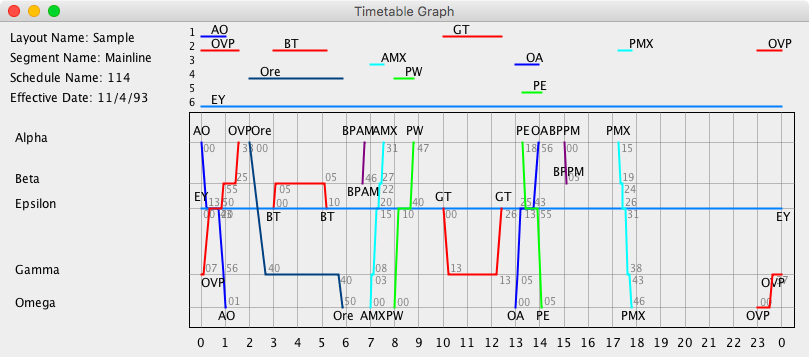 Timetable Graph
Layout Name: Sample
Segment Name: Mainline
Schedule Name: 114
Effective Date: 11/4/93
1 AO GT
2 OVP BT PMX OVP
3 AMX OA
4 Ore PW
5 PE
6 EY
AO OVP Ore BPAM AMX PW PE OA BPPM PMX
Alpha 00 33 00 31 47 18 56 00 15
Beta 25 05 05 46 27 05 19
55 22 24
BPAM BPPM
EY 13 50 00 10 20 40 GT GT 25 43 26
Epsilon EY
00 BT BT 15 10 00 26 13 55 31
Gamma 07 56 40 08 13 38
OVP 40 03 13 05 43 OVP
Omega 01 50 00 00 00 05 46 00
AO Ore AMX PW OA PE PMX OVP
0 1 2 3 4 5 6 7 8 9 10 11 12 13 14 15 16 17 18 19 20 21 22 23 0